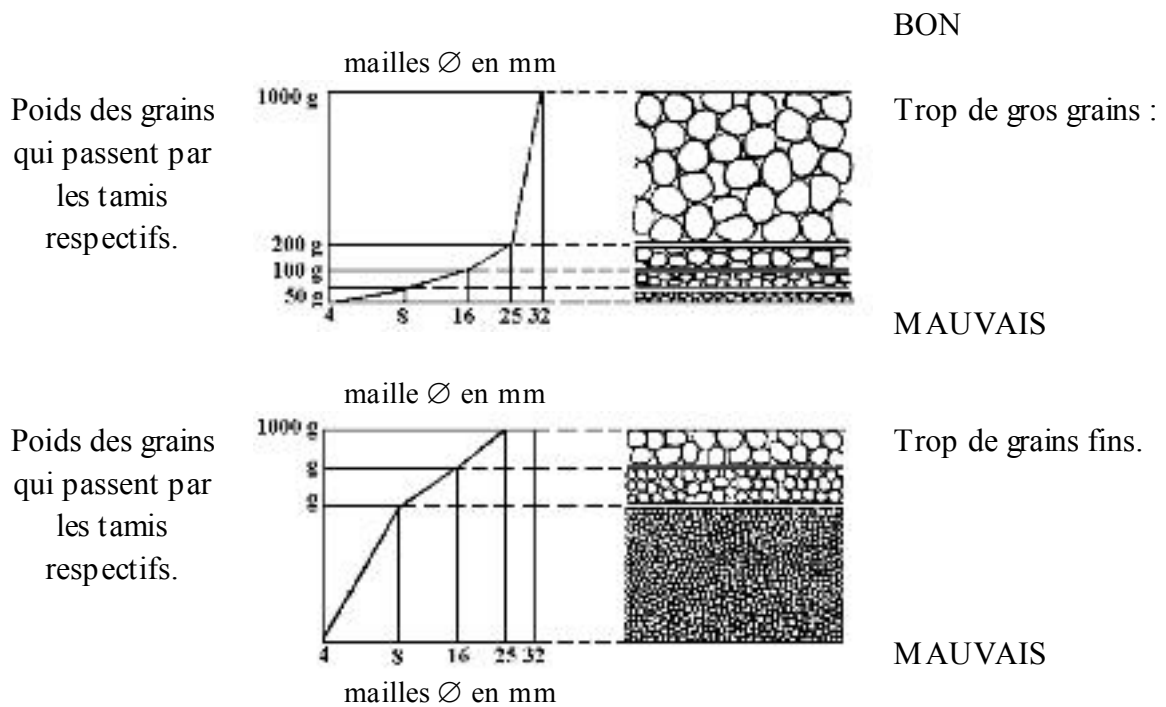 BON
mailles ∅ en mm
Poids des grains
qui passent par
les tamis
respectifs.
1000 g
200 g
100 g
50 g
4 8 16 25 32
Trop de gros grains :
MAUVAIS
maille ∅ en mm
Poids des grains
qui passent par
les tamis
respectifs.
1000 g
g
g
4 8 16 25 32
mailles ∅ en mm
Trop de grains fins.
MAUVAIS